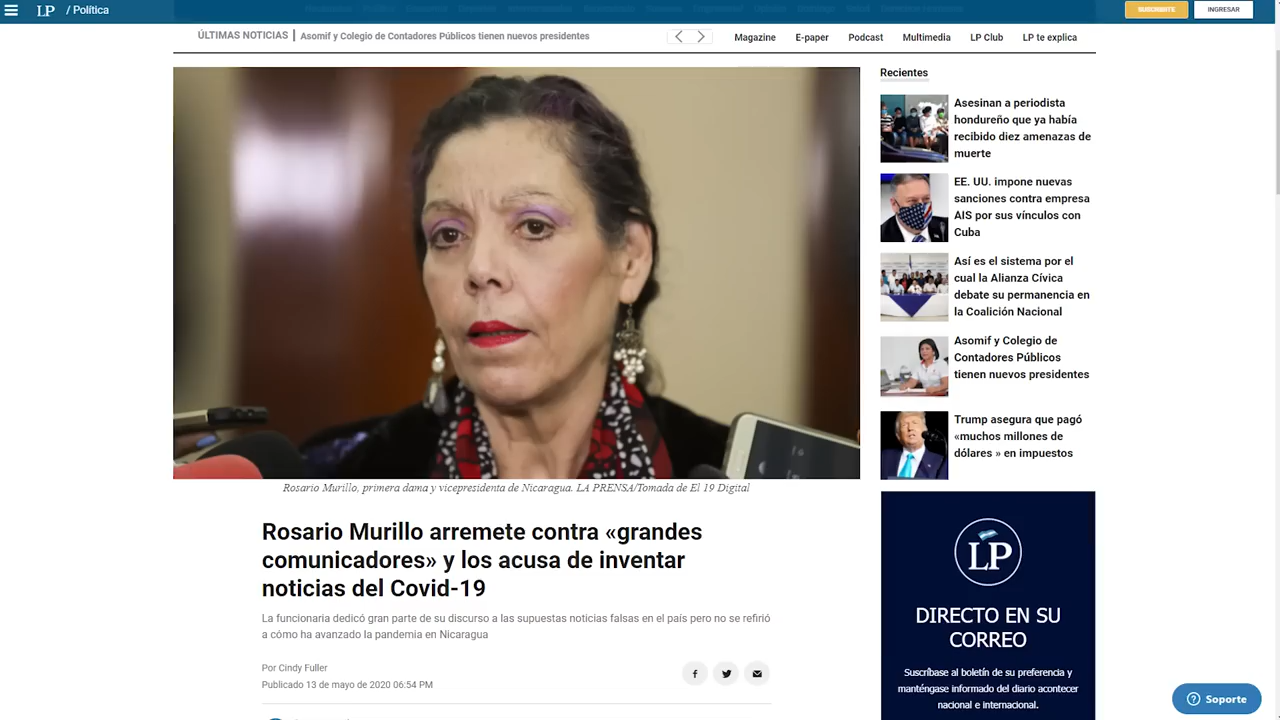 LP / Política
SUSCRÍBASE
INGRESAR
ÚLTIMAS NOTICIAS | Asomif y Colegio de Contadores Públicos tienen nuevos presidentes
Magazine E-paper Podcast Multimedia LP Club LP te explica
Rosario Murillo, primera dama y vicepresidenta de Nicaragua. LA PRENSA/Tomada de El 19 Digital
Rosario Murillo arremete contra «grandes
comunicadores» y los acusa de inventar
noticias del Covid-19
La funcionaria dedicó gran parte de su discurso a las supuestas noticias falsas en el país pero no se refirió
a cómo ha avanzado la pandemia en Nicaragua
Por Cindy Fuller
Publicado 13 de mayo de 2020 06:54 PM
Recientes
Asesinan a periodista
hondureño que ya había
recibido diez amenazas de
muerte
EE. UU. impone nuevas
sanciones contra empresa
AIS por sus vínculos con
Cuba
Así es el sistema por el
cual la Alianza Cívica
debate su permanencia en
la Coalición Nacional
Asomif y Colegio de
Contadores Públicos
tienen nuevos presidentes
Trump asegura que pagó
«muchos millones de
dólares » en impuestos
LP
DIRECTO EN SU
CORREO
Suscríbase al boletín de su preferencia y
manténgase informado del diario acontecer
nacional e internacional.
Soporte